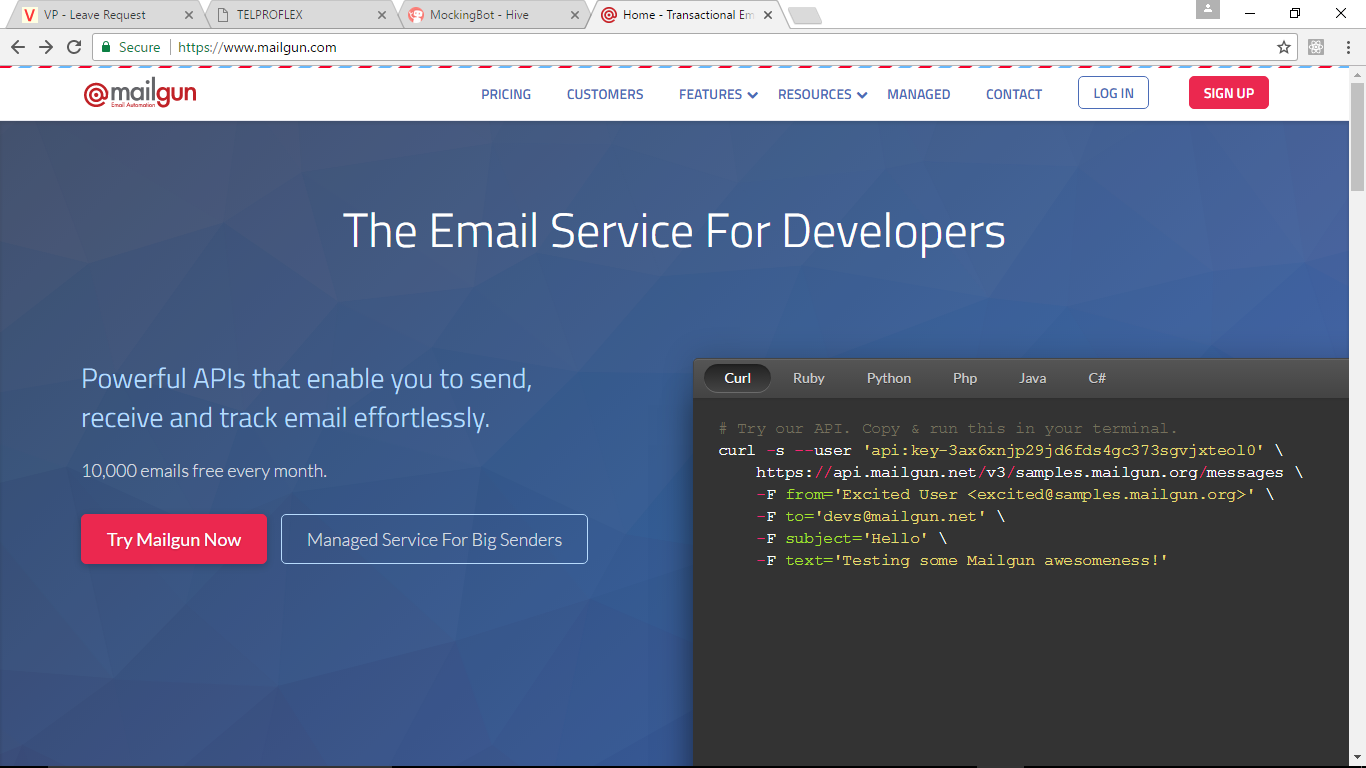 VP - Leave Request
TELPROFLEX
MockingBot - Hive
Home - Transactional Em
Secure
https://www.mailgun.com
@mailgun
Email Automation
PRICING
CUSTOMERS
FEATURES
RESOURCES
MANAGED
CONTACT
LOG IN
SIGN UP
The Email Service For Developers
Powerful APIs that enable you to send,
receive and track email effortlessly.
10,000 emails free every month.
Try Mailgun Now
Managed Service For Big Senders
Curl
Ruby
Python
Php
Java
C#
# Try our API. Copy & run this in your terminal.
curl -s --user 'api:key-3ax6xnjp29jd6fds4gc373sgvjxteol0' \
https://api.mailgun.net/v3/samples.mailgun.org/messages \
-F from='Excited User <excited@samples.mailgun.org>' \
-F to='devs@mailgun.net' \
-F subject='Hello' \
-F text='Testing some Mailgun awesomeness!'